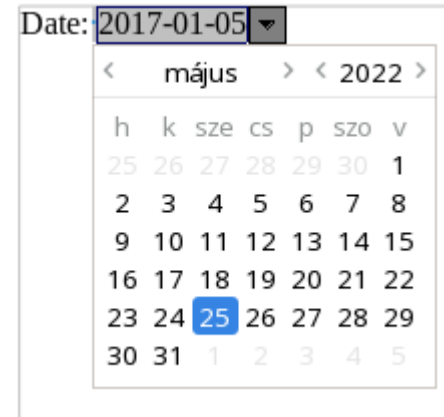 Date: 2017-01-05
< május > < 2022 >
h k sze cs p szo v
25 26 27 28 29 30 1
2 3 4 5 6 7 8
9 10 11 12 13 14 15
16 17 18 19 20 21 22
23 24 25 26 27 28 29
30 31 1 2 3 4 5